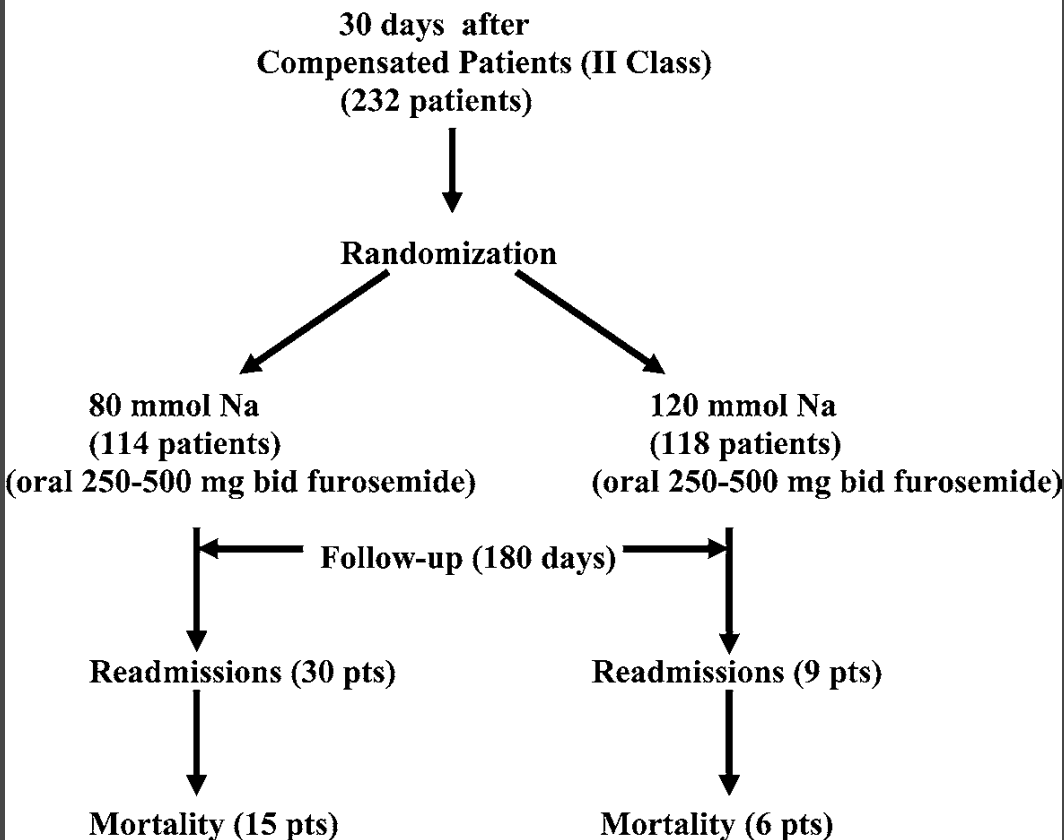 30 days after
Compensated Patients (II Class)
(232 patients)
Randomization
80 mmol Na
(114 patients)
(oral 250-500 mg bid furosemide)
120 mmol Na
(118 patients)
(oral 250-500 mg bid furosemide)
Follow-up (180 days)
Readmissions (30 pts)
Readmissions (9 pts)
Mortality (15 pts)
Mortality (6 pts)